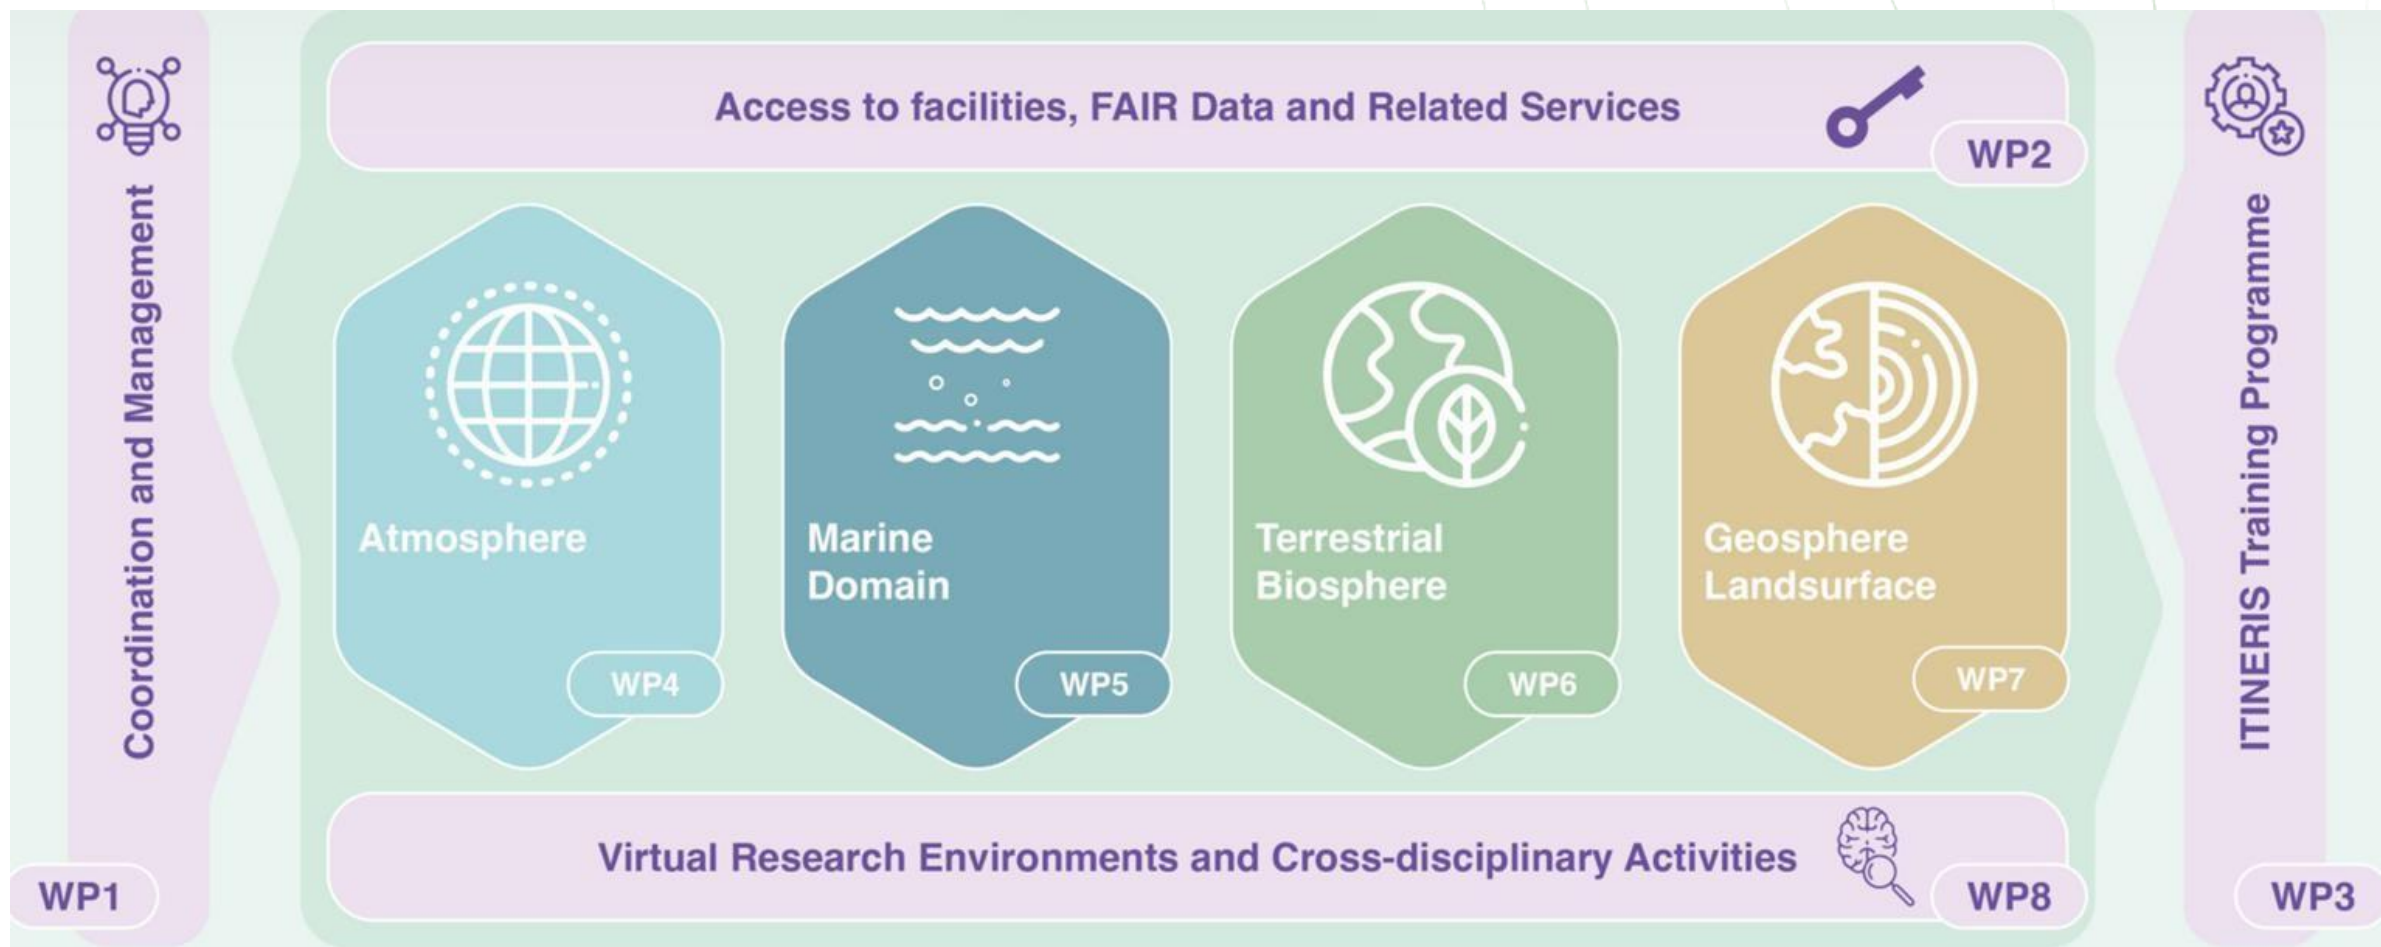 Coordination and Management
WP1
Access to facilities, FAIR Data and Related Services
WP2
Atmosphere
WP4
Marine
Domain
WP5
Terrestrial
Biosphere
WP6
Geosphere
Landsurface
WP7
Virtual Research Environments and Cross-disciplinary Activities
WP8
ITINERIS Training Programme
WP3